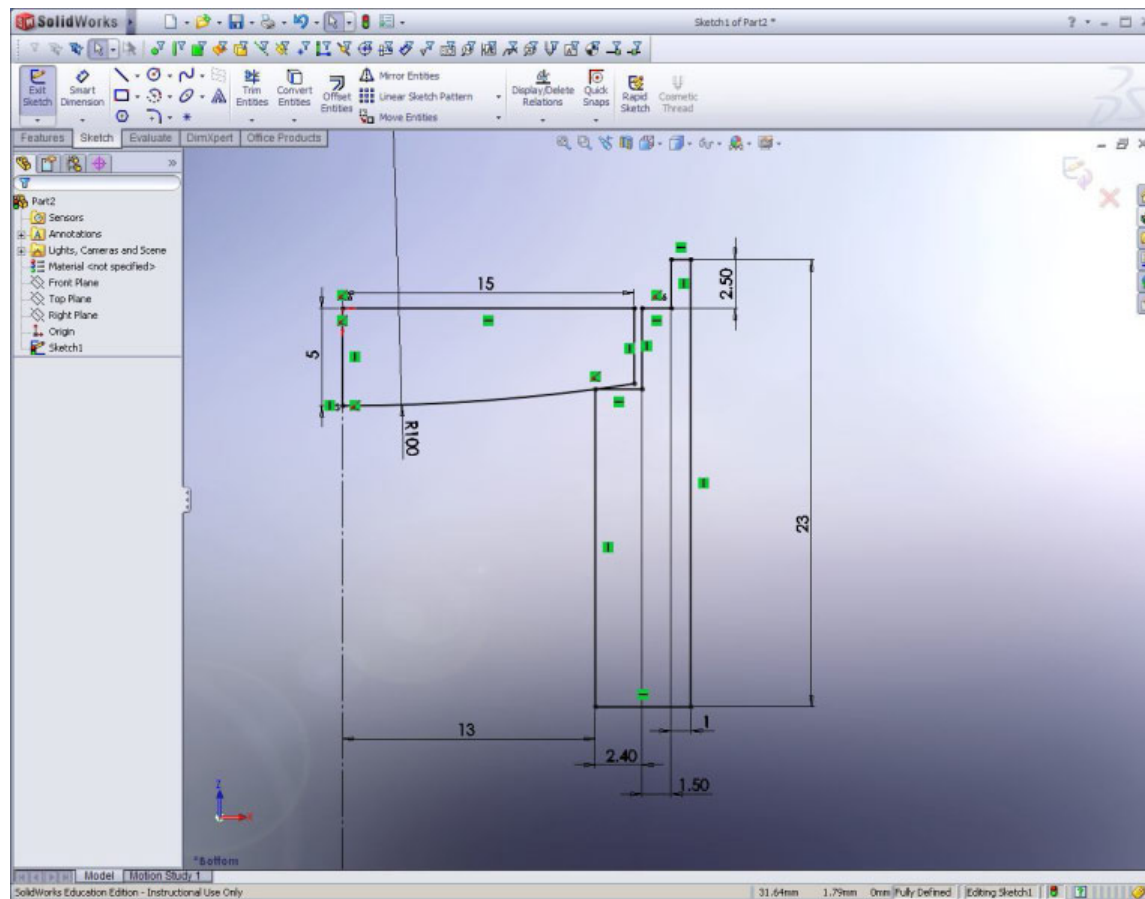 SolidWorks
Sketch1 of Part2 *
Exit Sketch
Smart Dimension
Trim Entities
Convert Entities
Offset Entities
Mirror Entities
Linear Sketch Pattern
Move Entities
Display/Delete Relations
Quick Snaps
Rapid Sketch
Cosmetic Thread
Features
Sketch
Evaluate
DimXpert
Office Products
Part2
Sensors
Annotations
Lights, Cameras and Scene
Material <not specified>
Front Plane
Top Plane
Right Plane
Origin
Sketch1
15
2.50
5
R100
23
13
1
2.40
1.50
Z
X
*Bottom
Model
Motion Study 1
SolidWorks Education Edition - Instructional Use Only
31.64mm
1.79mm
0mm
Fully Defined
Editing Sketch1